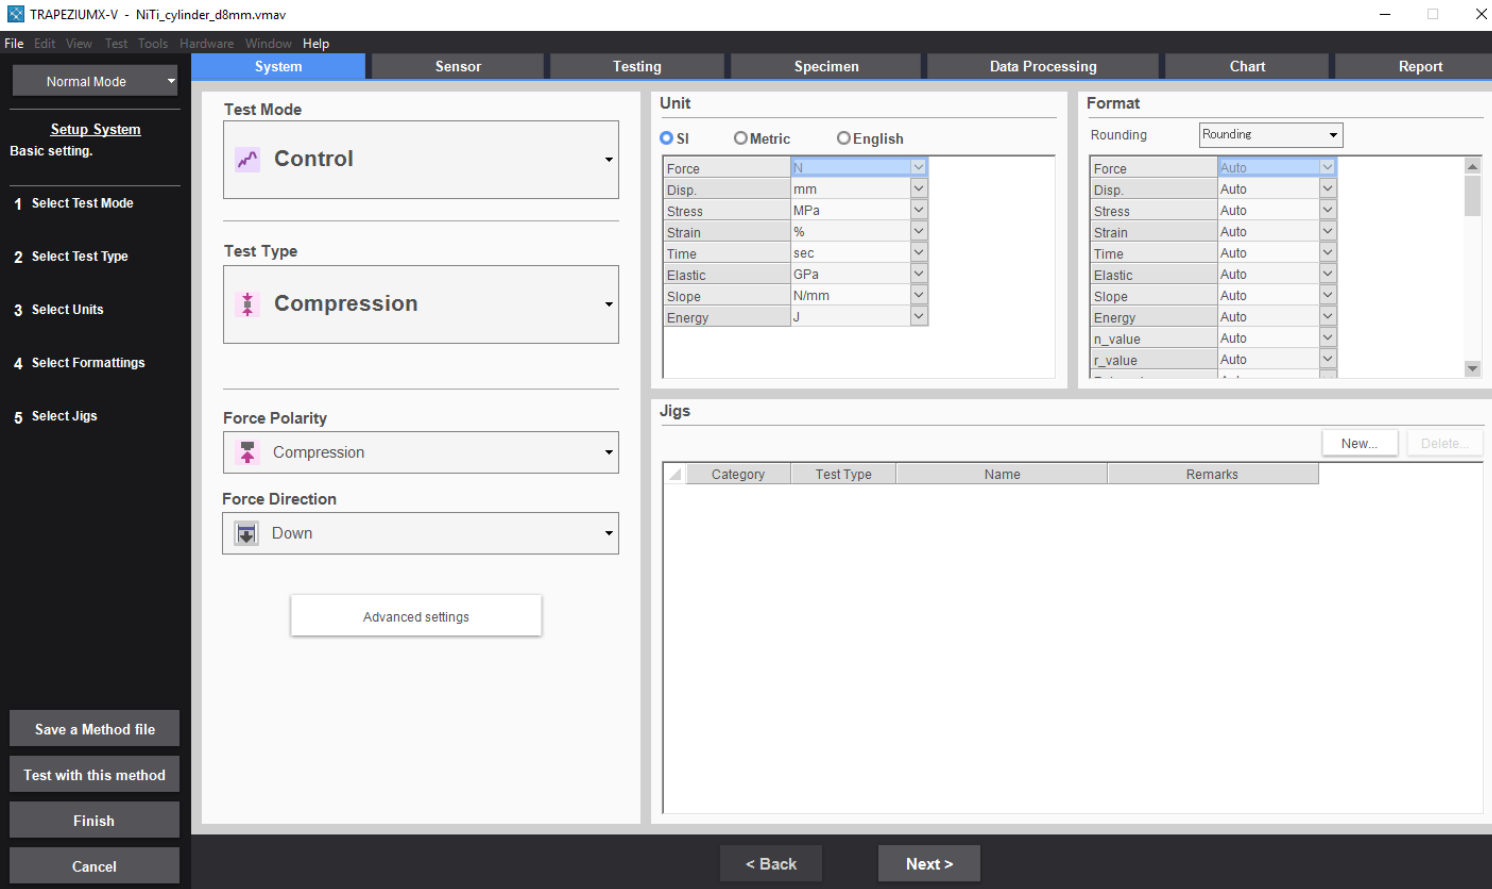 TRAPEZIUMX-V - NiTi_cylinder_d8mm.vmav
File Edit View Test Tools Hardware Window Help
Normal Mode
System Sensor Testing Specimen Data Processing Chart Report
Setup System
Basic setting.
1 Select Test Mode
2 Select Test Type
3 Select Units
4 Select Formattings
5 Select Jigs
Save a Method file
Test with this method
Finish
Cancel
Test Mode
Control
Test Type
Compression
Force Polarity
Compression
Force Direction
Down
Advanced settings
Unit
SI Metric English
Force N
Disp. mm
Stress MPa
Strain %
Time sec
Elastic GPa
Slope N/mm
Energy J
Format
Rounding Rounding
Force Auto
Disp. Auto
Stress Auto
Strain Auto
Time Auto
Elastic Auto
Slope Auto
Energy Auto
n_value Auto
r_value Auto
Jigs
New... Delete...
Category Test Type Name Remarks
< Back Next >